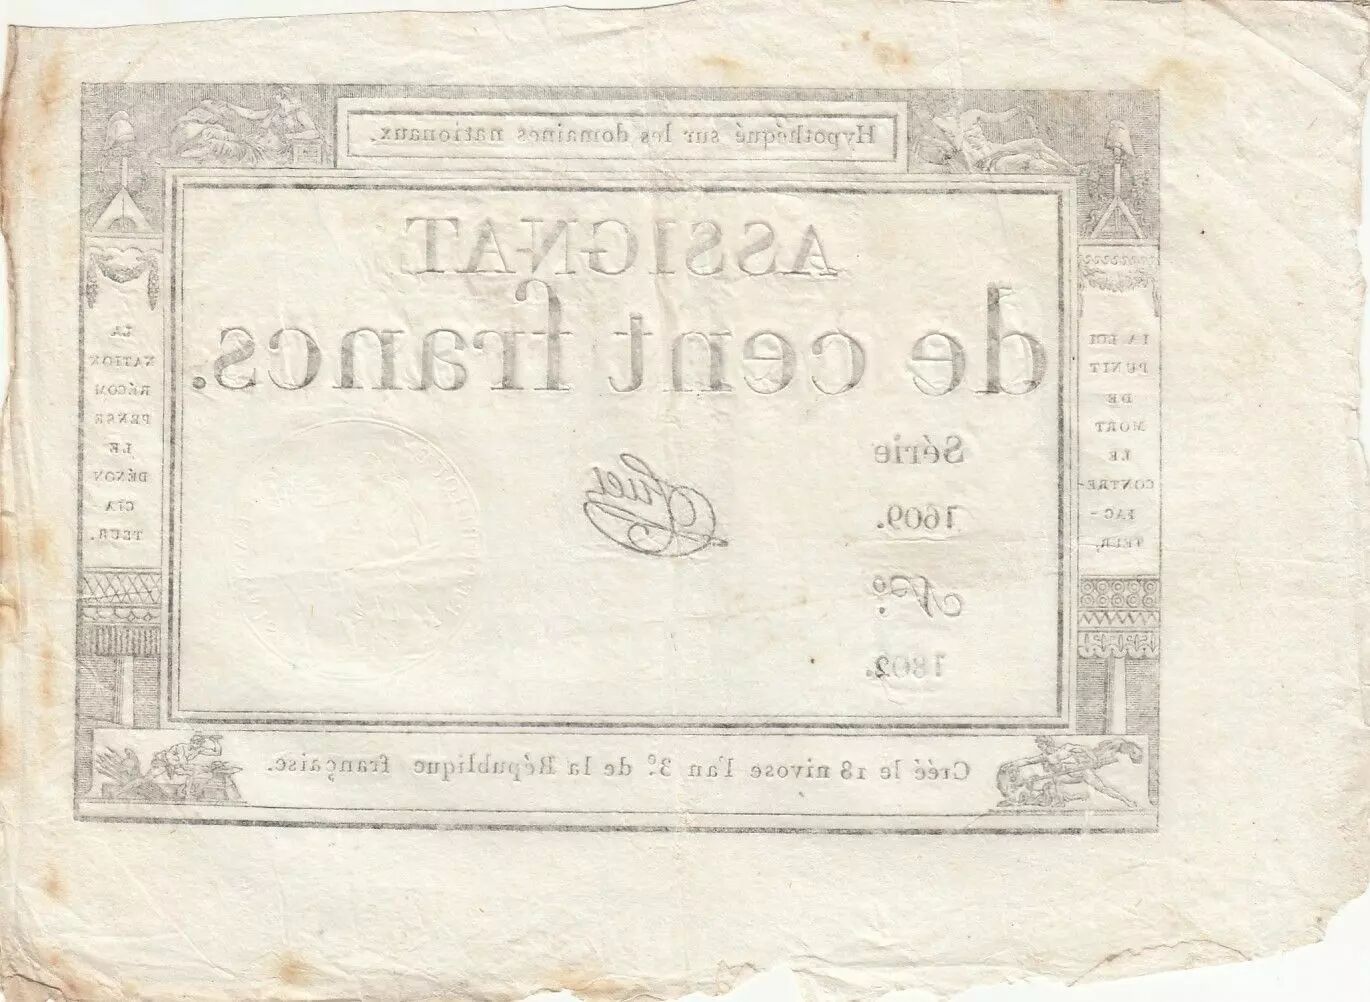 Hypothéqué sur les domaines nationaux.
ASSIGNAT
de cent francs.
Série
1609.
Nº.
1802.
LA LOI
PUNIT
DE
MORT
LE
CONTRE-
FAC-
TEUR.
LA
NATION
RÉCOM
PENSE
LE
DÉNON
CIA
TEUR.
Créé le 18 nivose l'an 3º. de la République française.